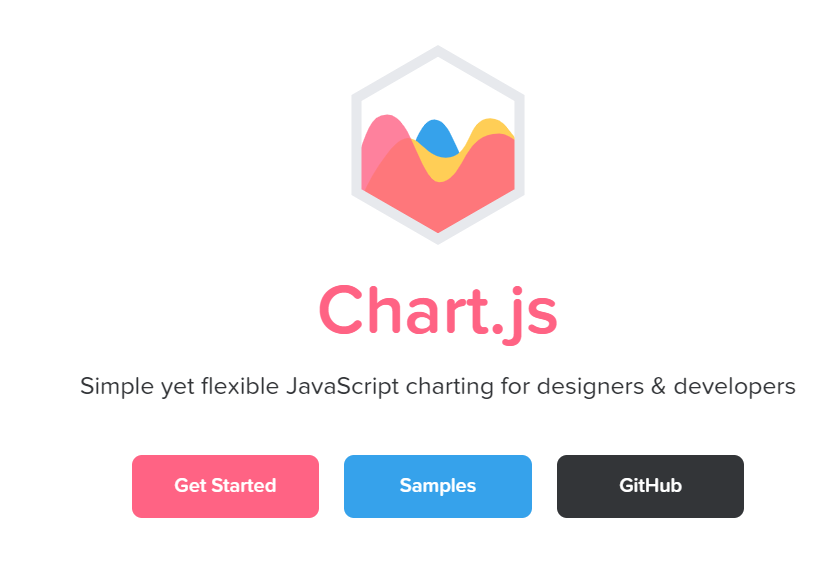 Chart.js
Simple yet flexible JavaScript charting for designers & developers
Get Started
Samples
GitHub